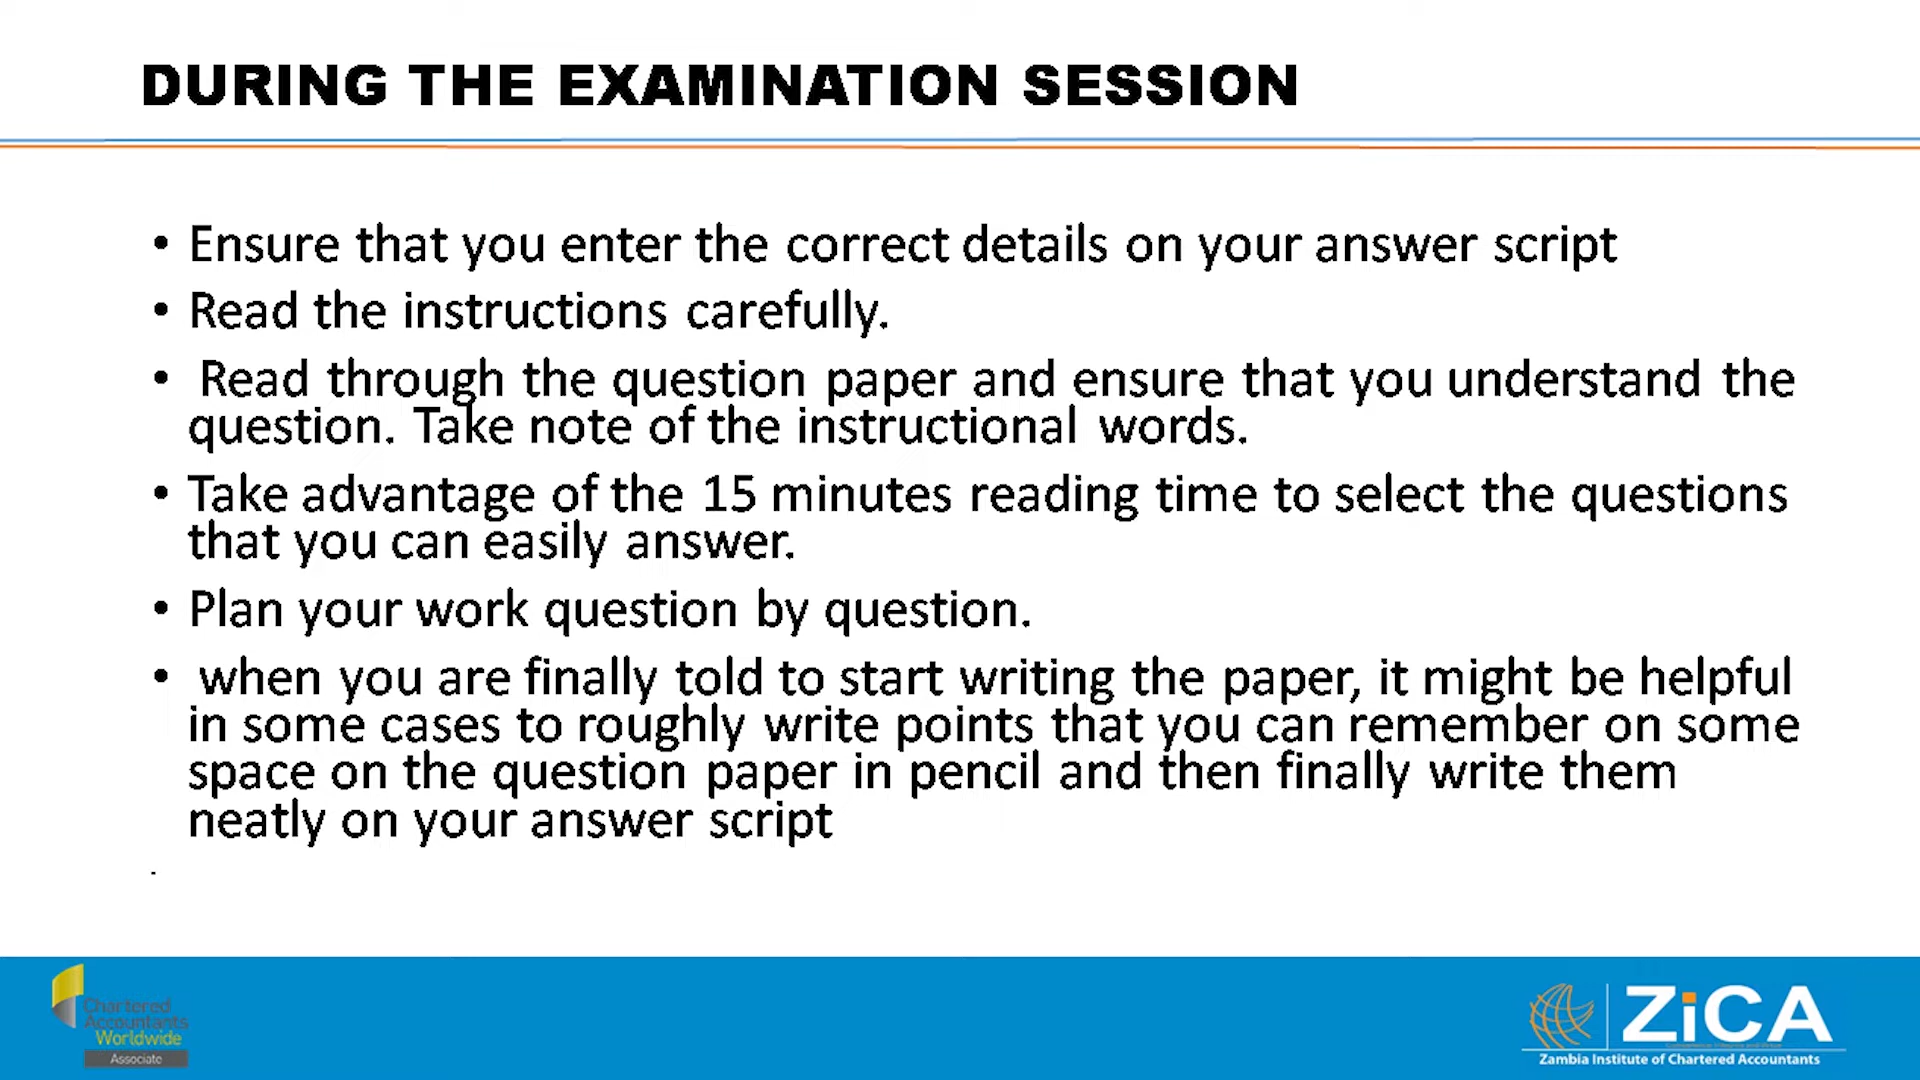 DURING THE EXAMINATION SESSION
• Ensure that you enter the correct details on your answer script
• Read the instructions carefully.
• Read through the question paper and ensure that you understand the
question. Take note of the instructional words.
• Take advantage of the 15 minutes reading time to select the questions
that you can easily answer.
• Plan your work question by question.
• when you are finally told to start writing the paper, it might be helpful
in some cases to roughly write points that you can remember on some
space on the question paper in pencil and then finally write them
neatly on your answer script
.
Chartered
Accountants
Worldwide
Associate
ZiCA
Zambia Institute of Chartered Accountants